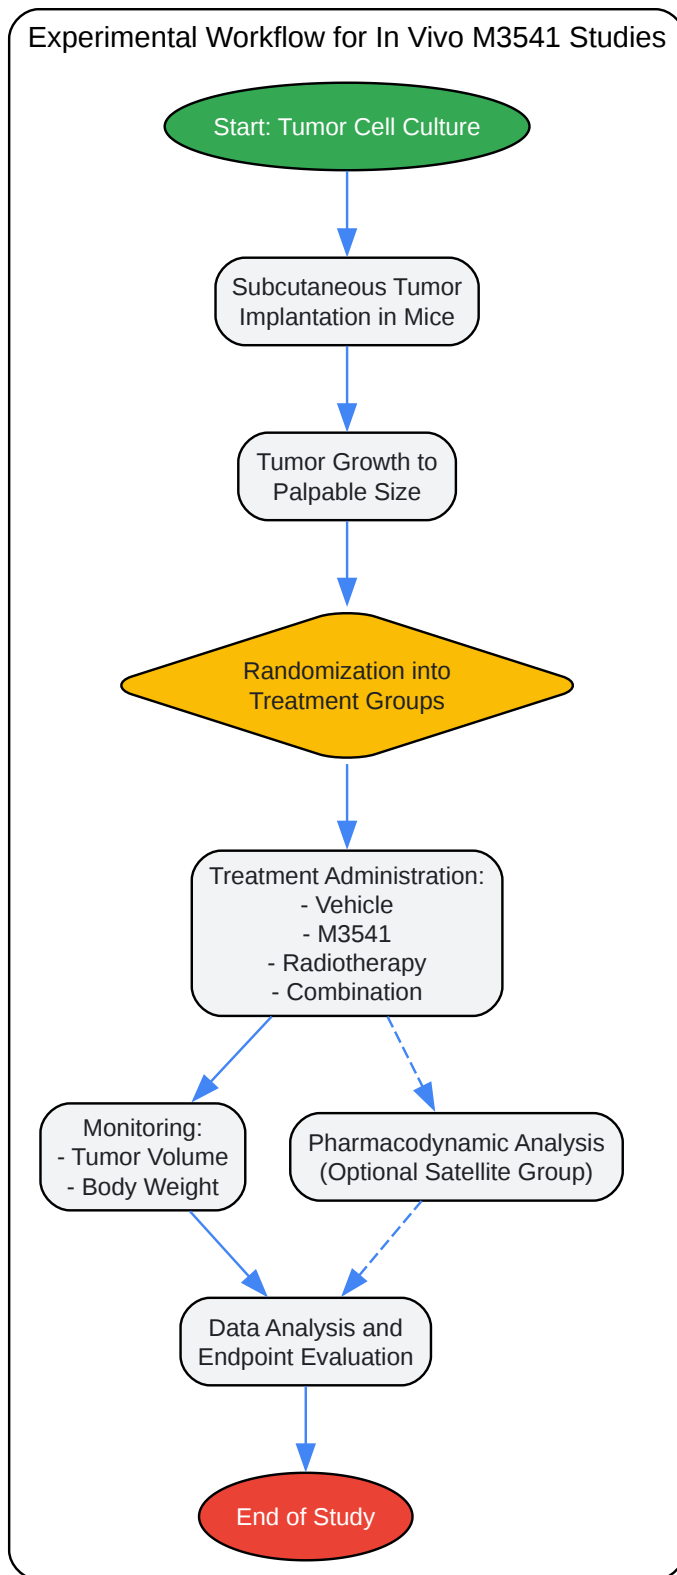 Experimental Workflow for In Vivo M3541 Studies
Start: Tumor Cell Culture
Subcutaneous Tumor
Implantation in Mice
Tumor Growth to
Palpable Size
Randomization into
Treatment Groups
Treatment Administration:
- Vehicle
- M3541
- Radiotherapy
- Combination
Monitoring:
- Tumor Volume
- Body Weight
Pharmacodynamic Analysis
(Optional Satellite Group)
Data Analysis and
Endpoint Evaluation
End of Study